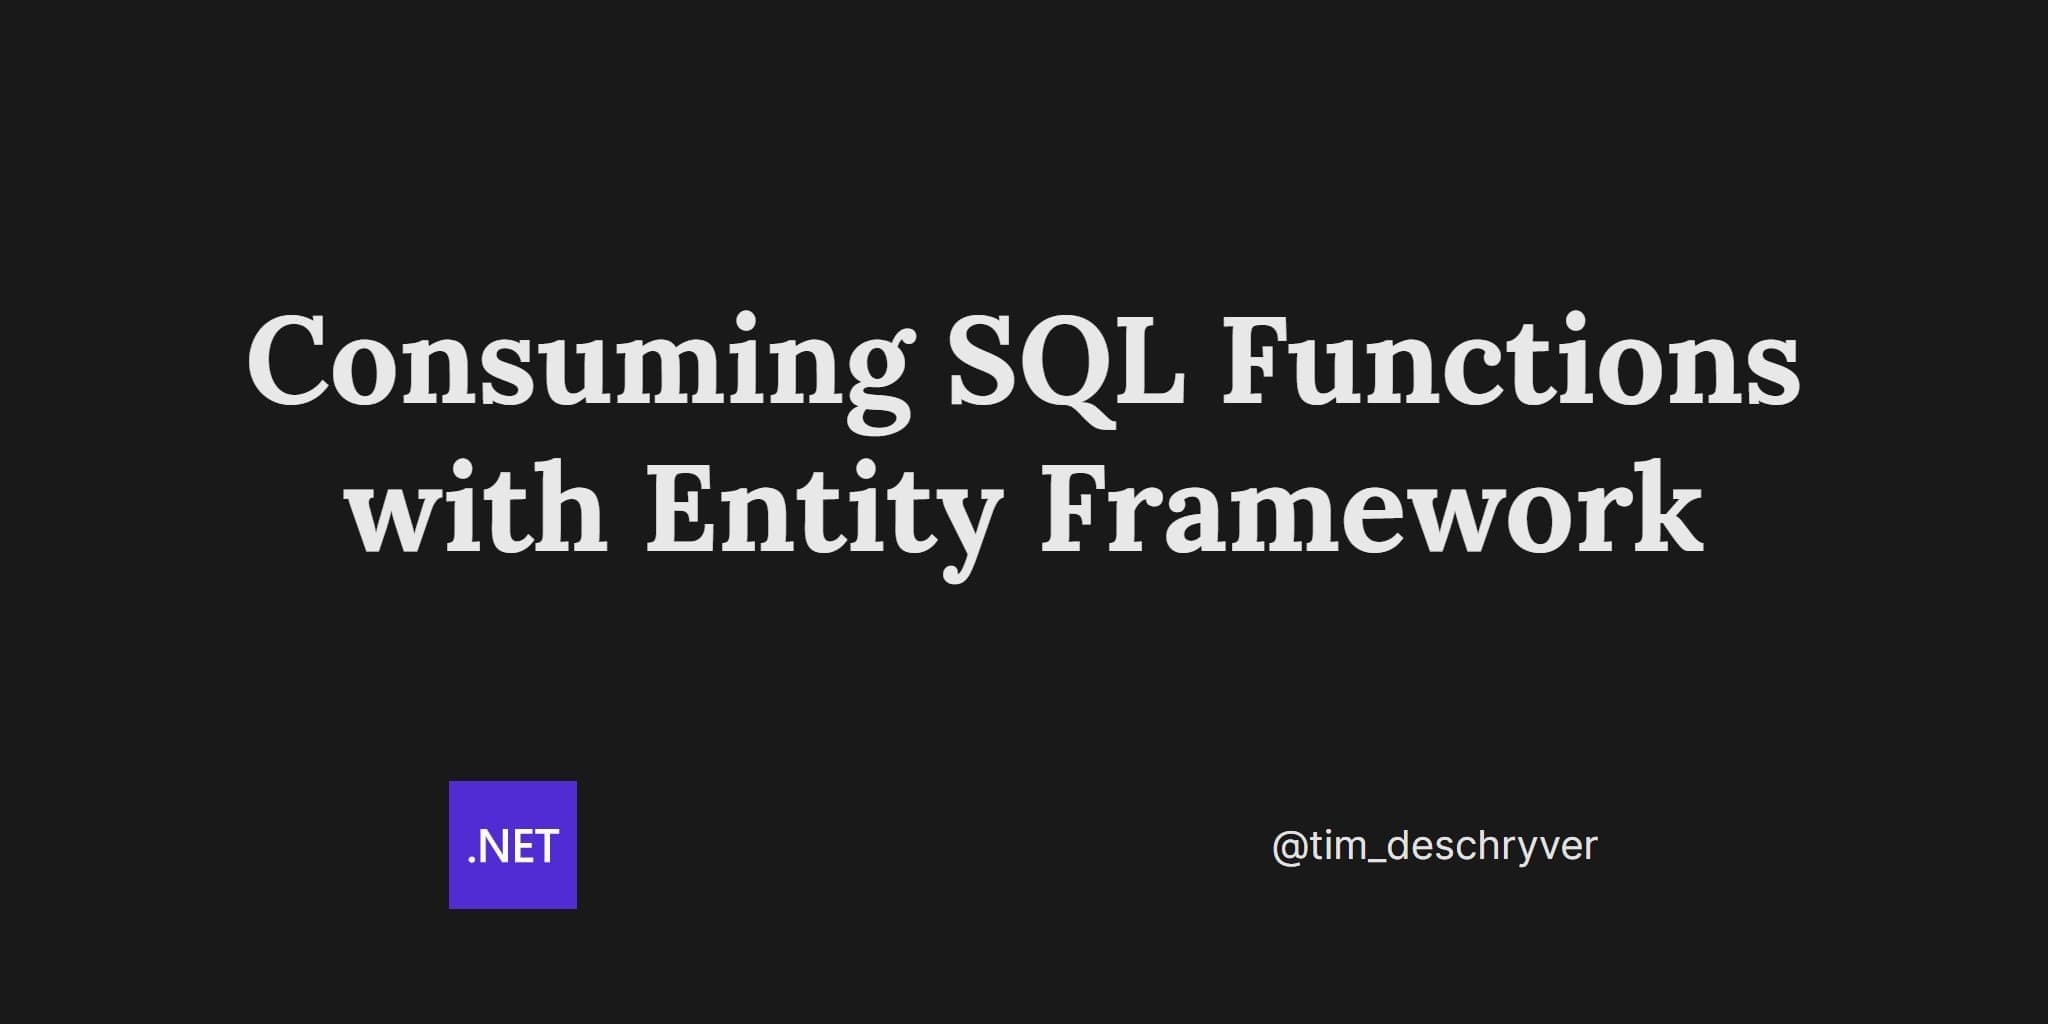 Consuming SQL Functions
with Entity Framework
.NET
@tim_deschryver